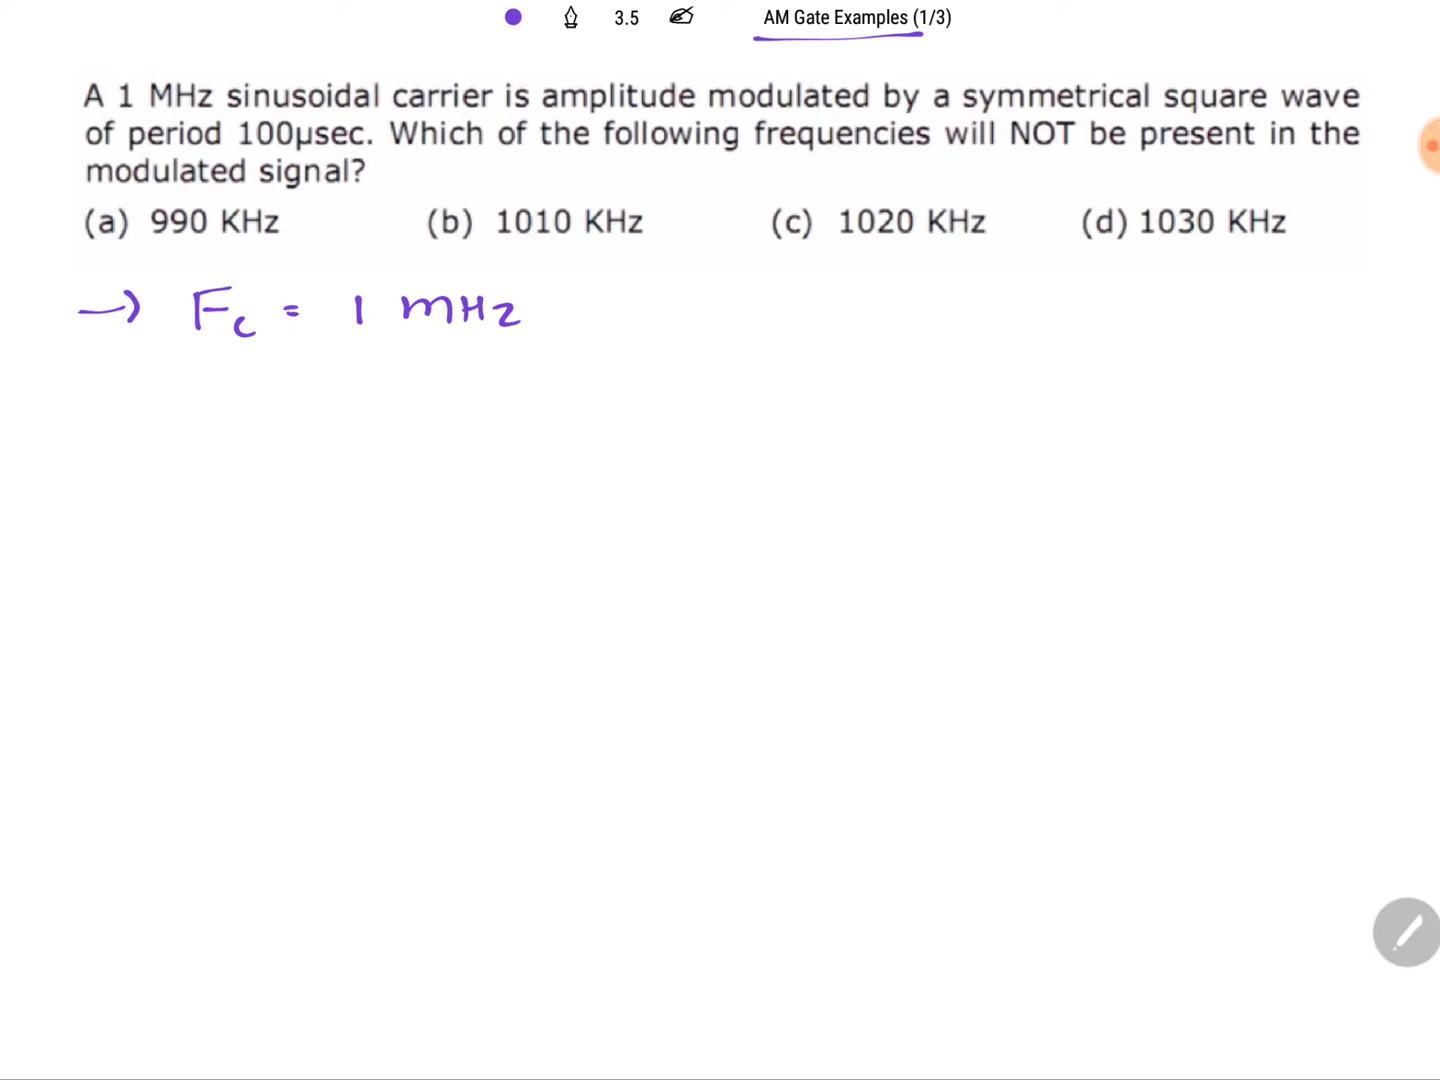 3.5 AM Gate Examples (1/3)
A 1 MHz sinusoidal carrier is amplitude modulated by a symmetrical square wave
of period 100μsec. Which of the following frequencies will NOT be present in the
modulated signal?
(a) 990 KHz (b) 1010 KHz (c) 1020 KHz (d) 1030 KHz
→ Fc = 1 MHz